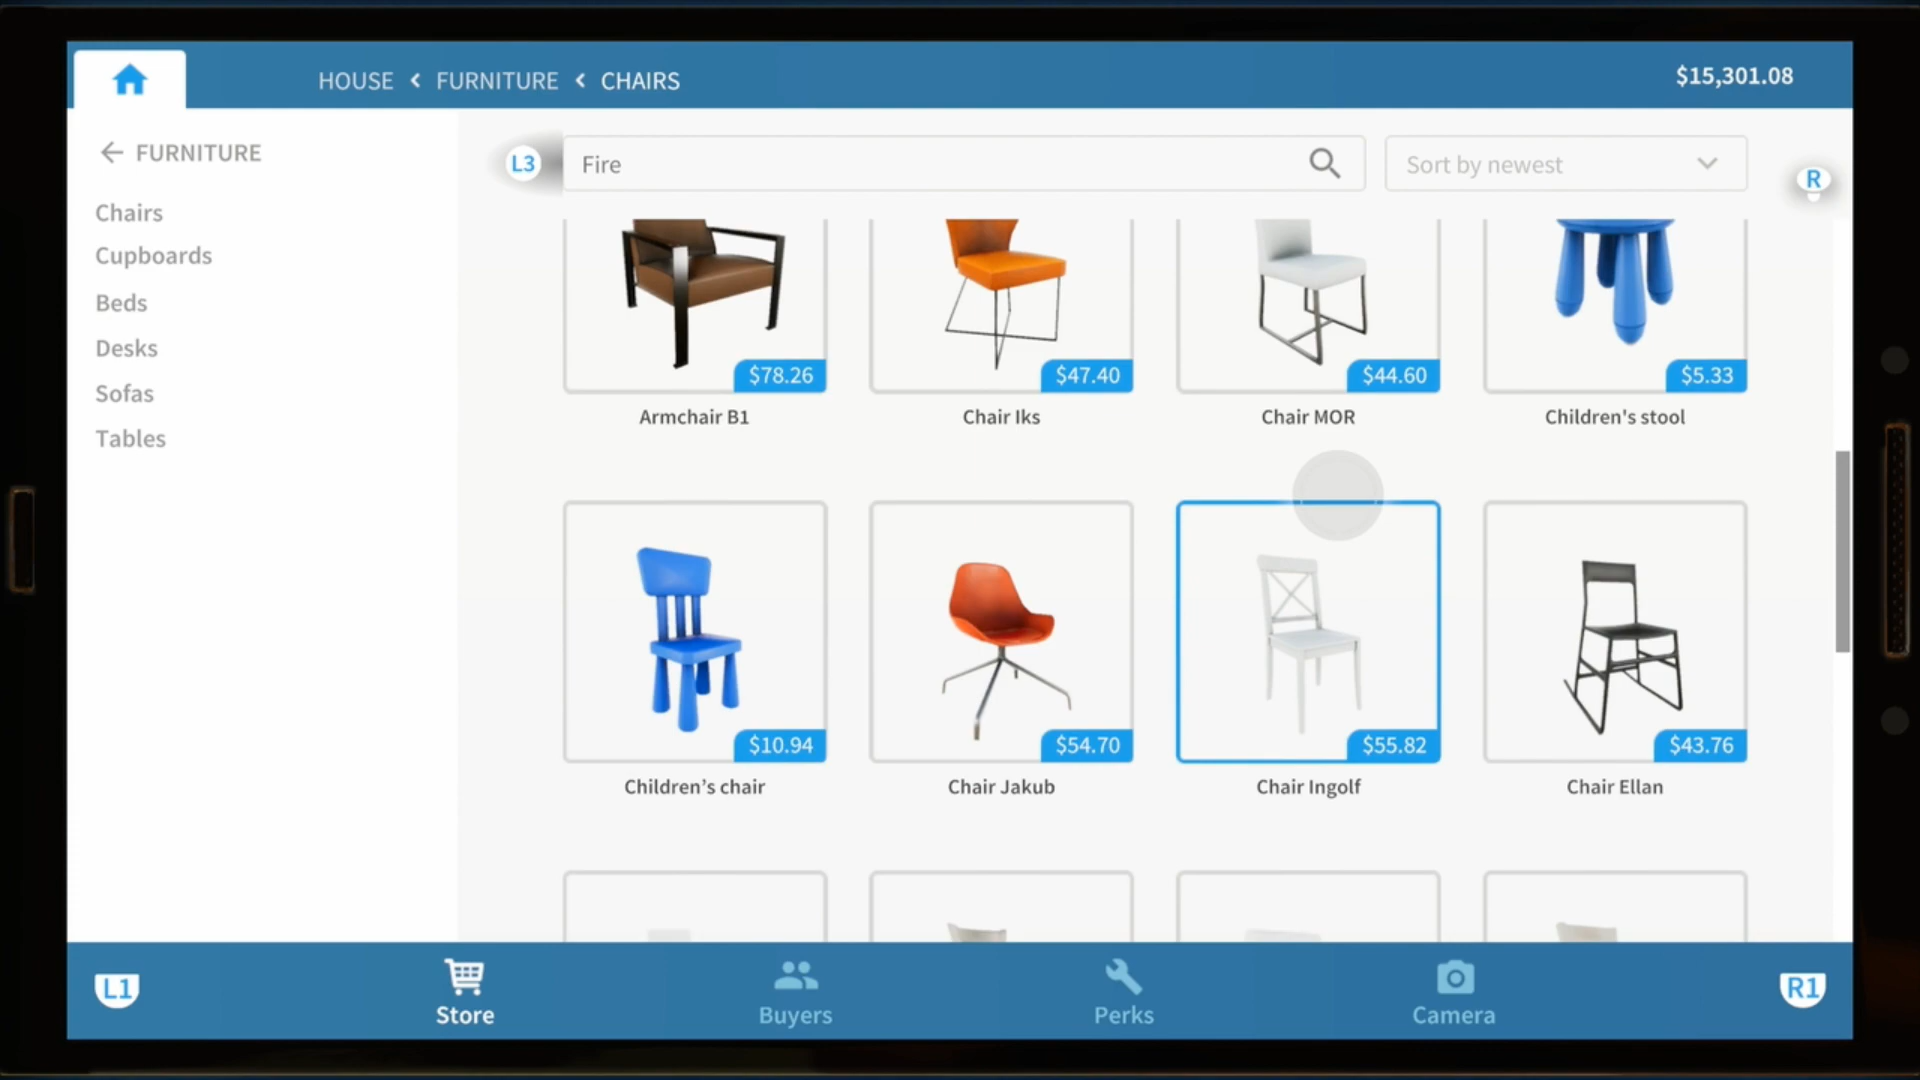 HOUSE < FURNITURE < CHAIRS
$15,301.08
FURNITURE
Chairs
Cupboards
Beds
Desks
Sofas
Tables
L3
Fire
Sort by newest
R
$78.26
$47.40
$44.60
$5.33
Armchair B1
Chair Iks
Chair MOR
Children's stool
$10.94
$54.70
$55.82
$43.76
Children’s chair
Chair Jakub
Chair Ingolf
Chair Ellan
L1
Store
Buyers
Perks
Camera
R1